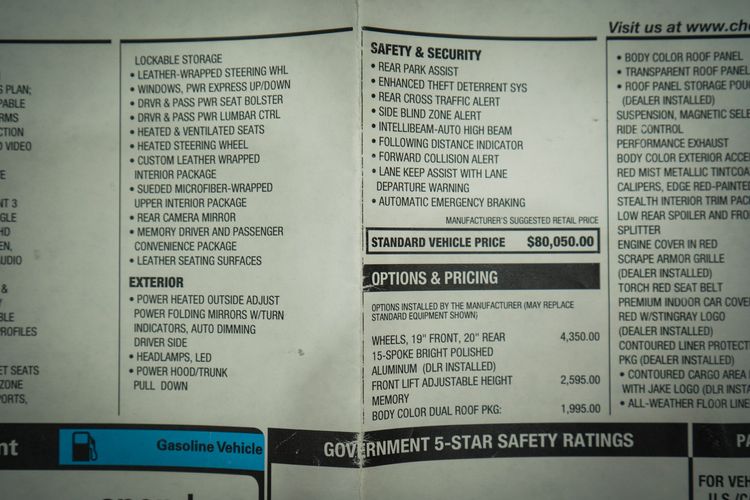 S PLAN;
LOCKABLE STORAGE
• LEATHER-WRAPPED STEERING WHL
• WINDOWS, PWR EXPRESS UP/DOWN
• DRVR & PASS PWR SEAT BOLSTER
• DRVR & PASS PWR LUMBAR CTRL
• HEATED & VENTILATED SEATS
• HEATED STEERING WHEEL
• CUSTOM LEATHER WRAPPED
INTERIOR PACKAGE
• SUEDED MICROFIBER-WRAPPED
UPPER INTERIOR PACKAGE
• REAR CAMERA MIRROR
• MEMORY DRIVER AND PASSENGER
CONVENIENCE PACKAGE
• LEATHER SEATING SURFACES
EXTERIOR
• POWER HEATED OUTSIDE ADJUST
POWER FOLDING MIRRORS W/TURN
INDICATORS, AUTO DIMMING
DRIVER SIDE
• HEADLAMPS, LED
• POWER HOOD/TRUNK
PULL DOWN
SAFETY & SECURITY
• REAR PARK ASSIST
• ENHANCED THEFT DETERRENT SYS
• REAR CROSS TRAFFIC ALERT
• SIDE BLIND ZONE ALERT
• INTELLIBEAM-AUTO HIGH BEAM
• FOLLOWING DISTANCE INDICATOR
• FORWARD COLLISION ALERT
• LANE KEEP ASSIST WITH LANE
DEPARTURE WARNING
• AUTOMATIC EMERGENCY BRAKING
MANUFACTURER'S SUGGESTED RETAIL PRICE
STANDARD VEHICLE PRICE $80,050.00
OPTIONS & PRICING
OPTIONS INSTALLED BY THE MANUFACTURER (MAY REPLACE
STANDARD EQUIPMENT SHOWN)
WHEELS, 19" FRONT, 20" REAR 4,350.00
15-SPOKE BRIGHT POLISHED
ALUMINUM (DLR INSTALLED)
FRONT LIFT ADJUSTABLE HEIGHT 2,595.00
MEMORY
BODY COLOR DUAL ROOF PKG: 1,995.00
Visit us at www.che
• BODY COLOR ROOF PANEL
• TRANSPARENT ROOF PANEL
• ROOF PANEL STORAGE POU
(DEALER INSTALLED)
SUSPENSION, MAGNETIC SELE
RIDE CONTROL
PERFORMANCE EXHAUST
BODY COLOR EXTERIOR ACCE
RED MIST METALLIC TINTCOA
CALIPERS, EDGE RED-PAINTED
STEALTH INTERIOR TRIM PAC
LOW REAR SPOILER AND FRO
SPLITTER
ENGINE COVER IN RED
SCRAPE ARMOR GRILLE
(DEALER INSTALLED)
TORCH RED SEAT BELT
PREMIUM INDOOR CAR COVE
RED W/STINGRAY LOGO
(DEALER INSTALLED)
CONTOURED LINER PROTECT
PKG (DEALER INSTALLED)
• CONTOURED CARGO AREA
WITH JAKE LOGO (DLR INSTA
• ALL-WEATHER FLOOR LINE
Gasoline Vehicle
GOVERNMENT 5-STAR SAFETY RATINGS
PA
FOR VEH